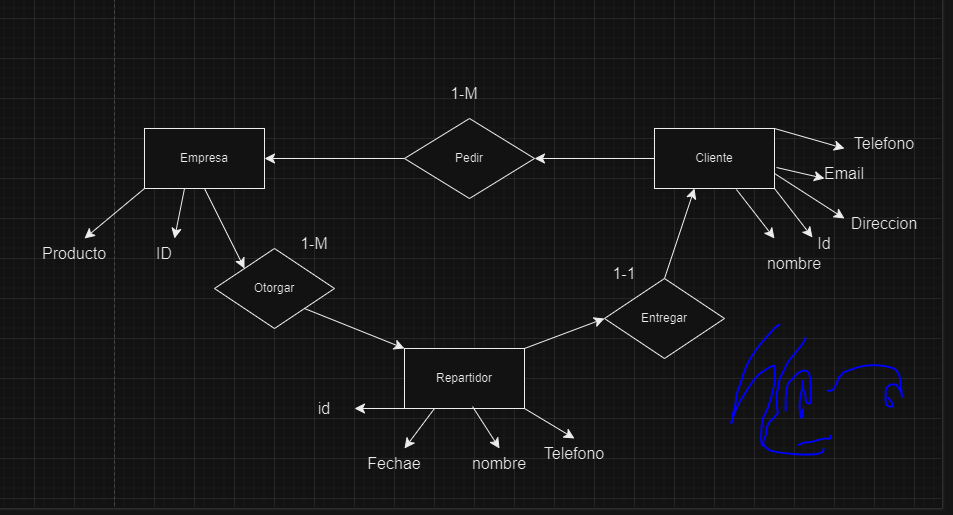 1-M
Empresa
Pedir
Cliente
Telefono
Email
Direccion
Id
nombre
Producto
ID
1-M
Otorgar
1-1
Entregar
Repartidor
id
Fechae
nombre
Telefono